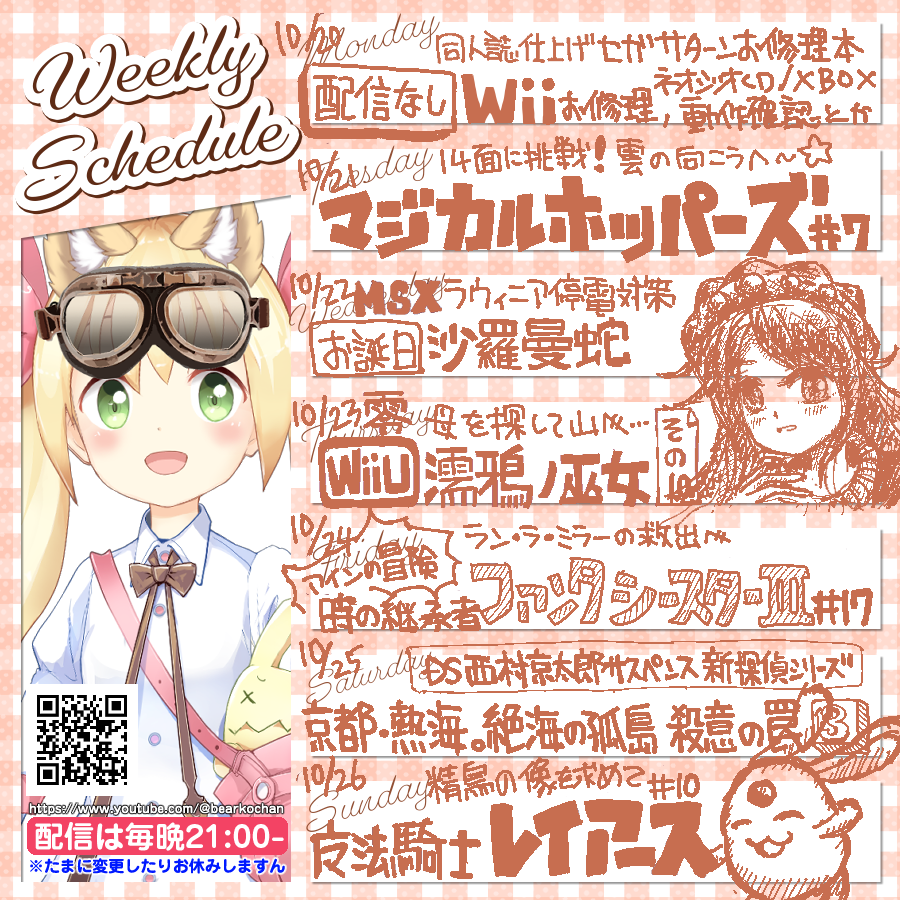 Weekly
Schedule
10/20 Monday
同人誌仕上げセガサターンお修理本
配信なし
Wiiお修理, ネオジオCD/XBOX
動作確認とか
10/21 Tuesday
14面に挑戦!雲の向こうへ〜☆
マジカルホッパーズ #7
10/22 Wednesday
MSX ラヴィニア停電対策
お誕日 沙羅曼蛇
10/23 Thursday
零 母を探して山へ…
WiiU 濡鴉ノ巫女
その5
10/24 Friday
ラン・ラ・ミラーの救出へ
アインの冒険
時の継承者 ファンタシースターIII #17
10/25 Saturday
DS西村京太郎サスペンス 新探偵シリーズ
京都・熱海。絶海の孤島 殺意の罠 3
10/26 Sunday
精霊の像を求めて #10
魔法騎士 レイアース
https://www.youtube.com/@bearkochan
配信は毎晩21:00-
※たまに変更したりお休みしますん